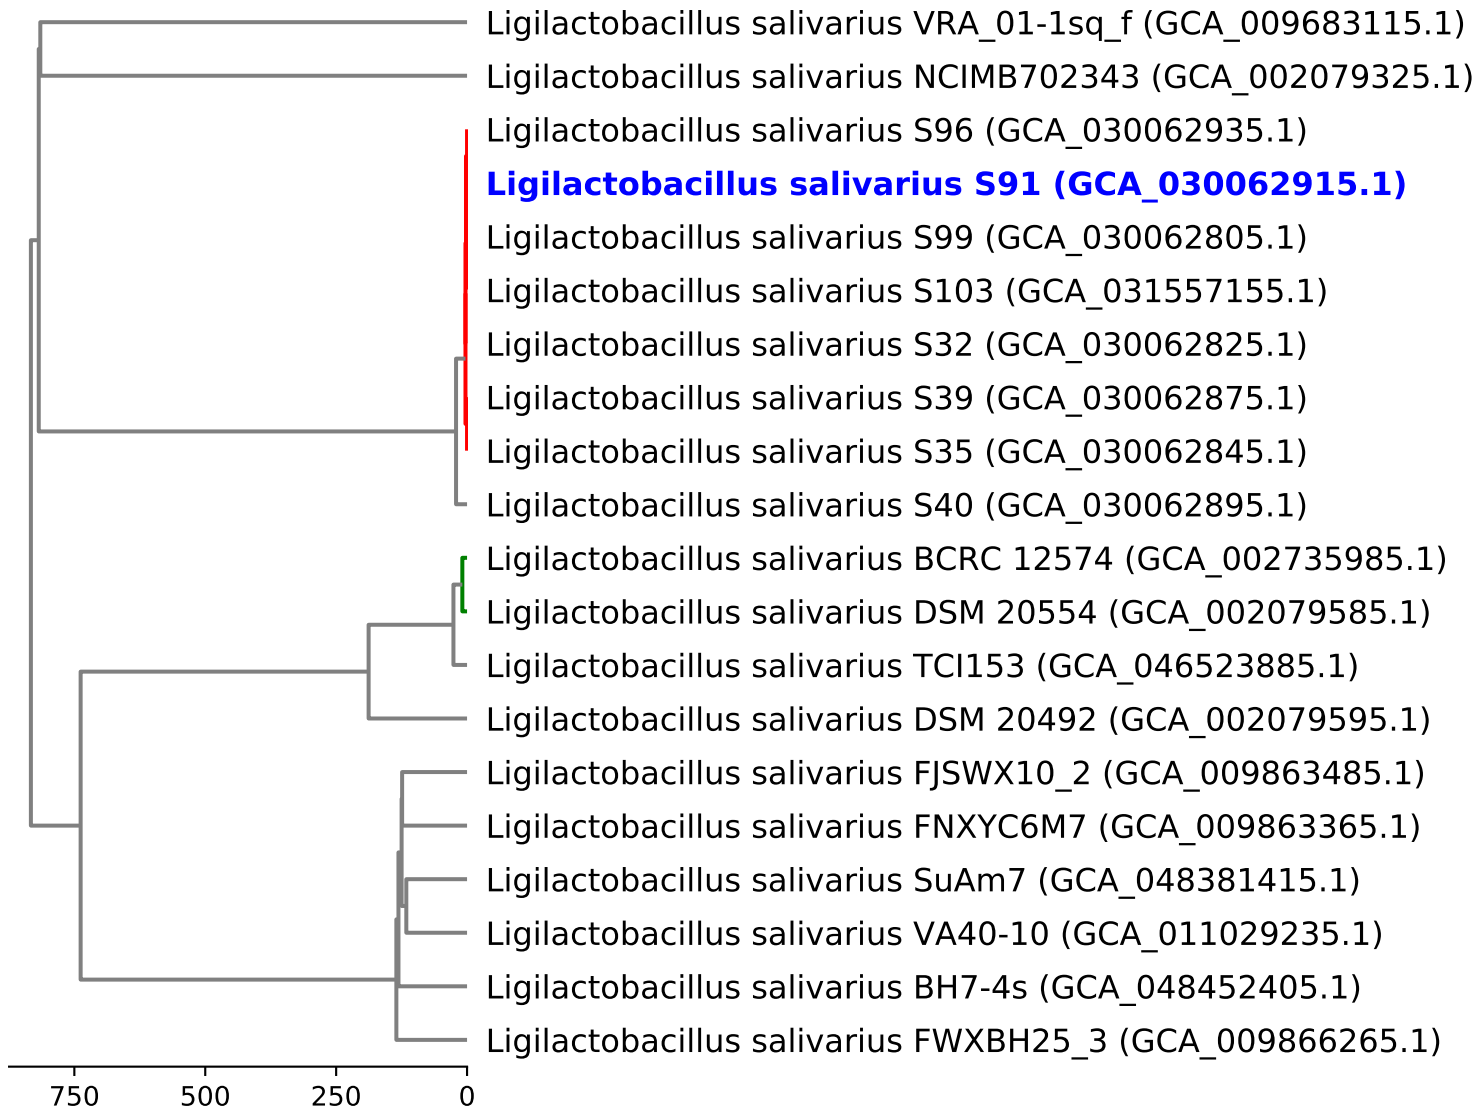 Ligilactobacillus salivarius VRA_01-1sq_f (GCA_009683115.1)
Ligilactobacillus salivarius NCIMB702343 (GCA_002079325.1)
Ligilactobacillus salivarius S96 (GCA_030062935.1)
Ligilactobacillus salivarius S91 (GCA_030062915.1)
Ligilactobacillus salivarius S99 (GCA_030062805.1)
Ligilactobacillus salivarius S103 (GCA_031557155.1)
Ligilactobacillus salivarius S32 (GCA_030062825.1)
Ligilactobacillus salivarius S39 (GCA_030062875.1)
Ligilactobacillus salivarius S35 (GCA_030062845.1)
Ligilactobacillus salivarius S40 (GCA_030062895.1)
Ligilactobacillus salivarius BCRC 12574 (GCA_002735985.1)
Ligilactobacillus salivarius DSM 20554 (GCA_002079585.1)
Ligilactobacillus salivarius TCI153 (GCA_046523885.1)
Ligilactobacillus salivarius DSM 20492 (GCA_002079595.1)
Ligilactobacillus salivarius FJSWX10_2 (GCA_009863485.1)
Ligilactobacillus salivarius FNXYC6M7 (GCA_009863365.1)
Ligilactobacillus salivarius SuAm7 (GCA_048381415.1)
Ligilactobacillus salivarius VA40-10 (GCA_011029235.1)
Ligilactobacillus salivarius BH7-4s (GCA_048452405.1)
Ligilactobacillus salivarius FWXBH25_3 (GCA_009866265.1)
750 500 250 0